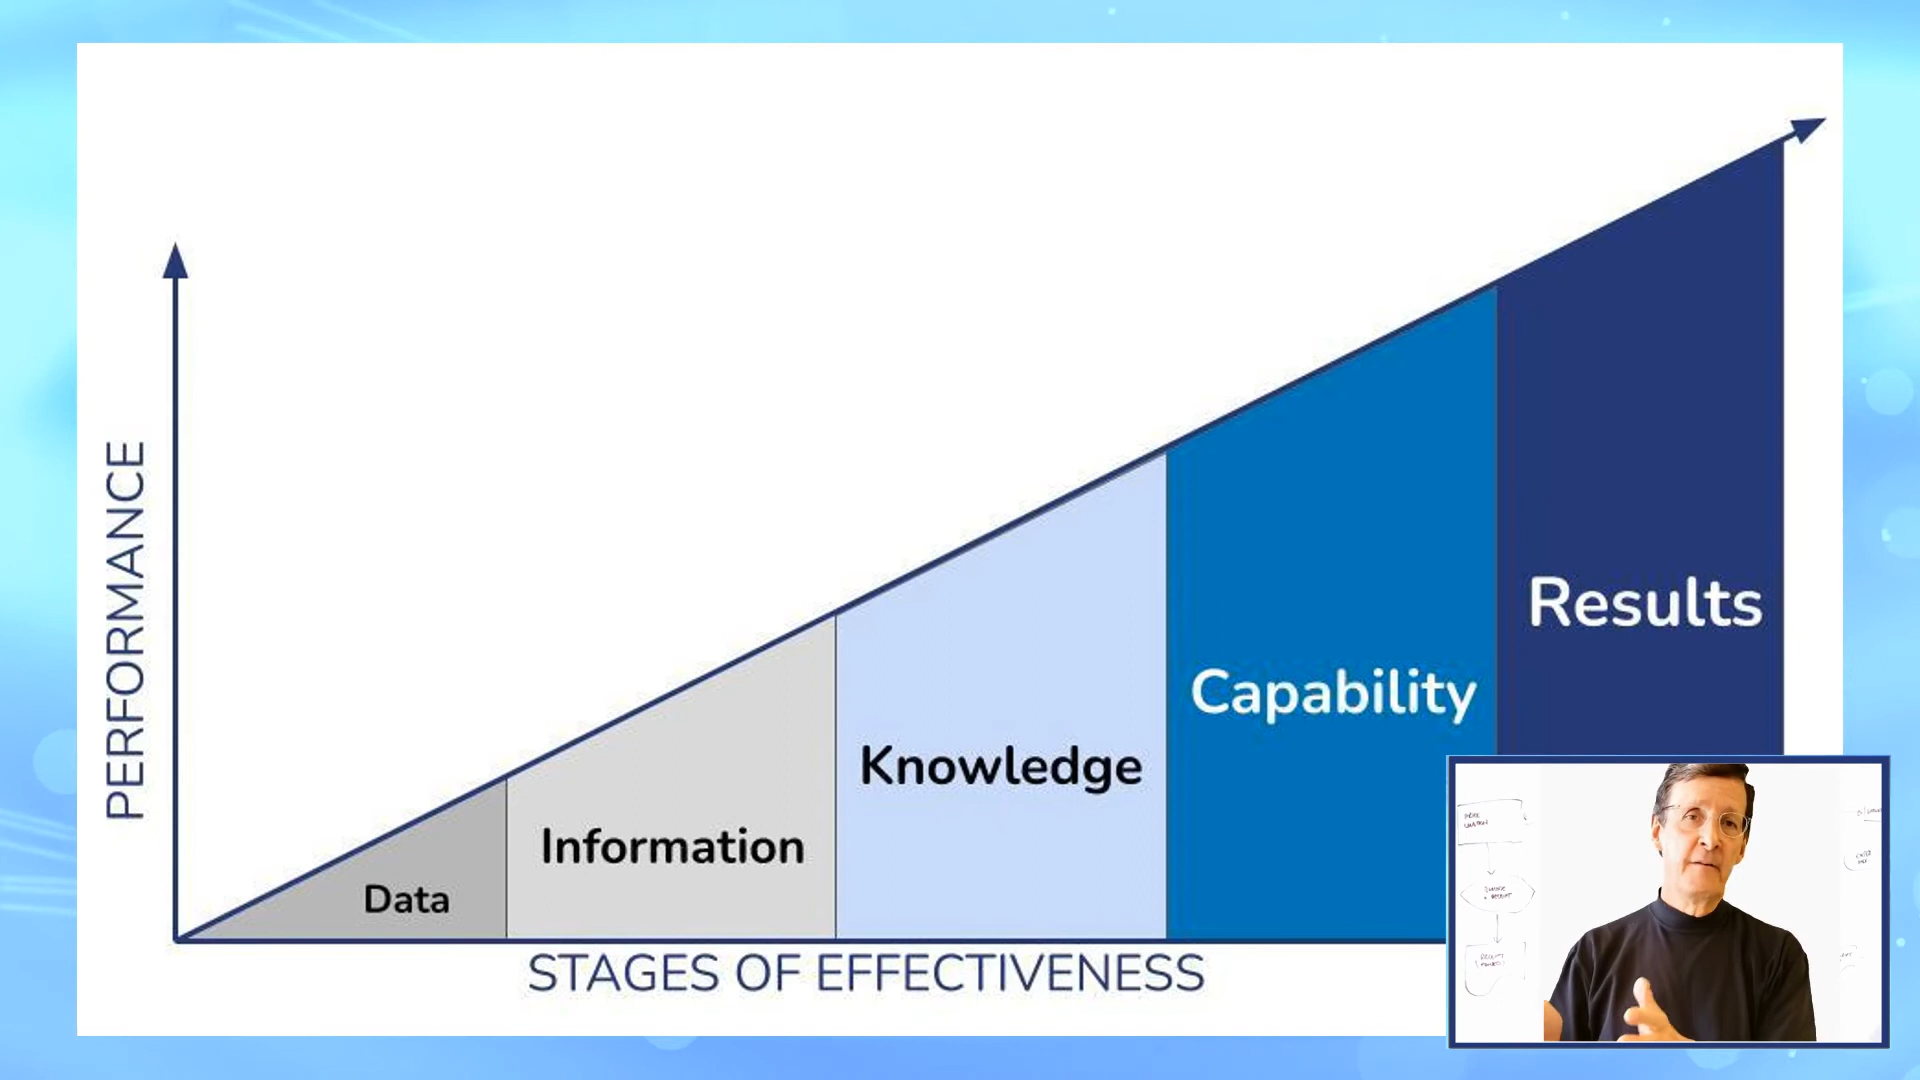 PERFORMANCE
Data
Information
Knowledge
Capability
Results
STAGES OF EFFECTIVENESS